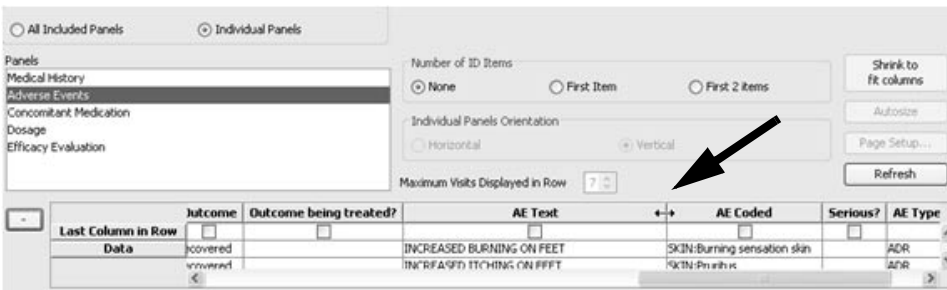 All Included Panels Individual Panels
Panels
Medical History
Adverse Events
Concomitant Medication
Dosage
Efficacy Evaluation
Number of ID Items
None First Item First 2 items
Individual Panels Orientation
Horizontal Vertical
Maximum Visits Displayed in Row 7
Shrink to
fit columns
Autosize
Page Setup...
Refresh
- Outcome Outcome being treated? AE Text AE Coded Serious? AE Type
Last Column in Row
Data covered INCREASED BURNING ON FEET SKIN:Burning sensation skin ADR
covered INCREASED ITCHING ON FEET SKIN:Pruritus ADR